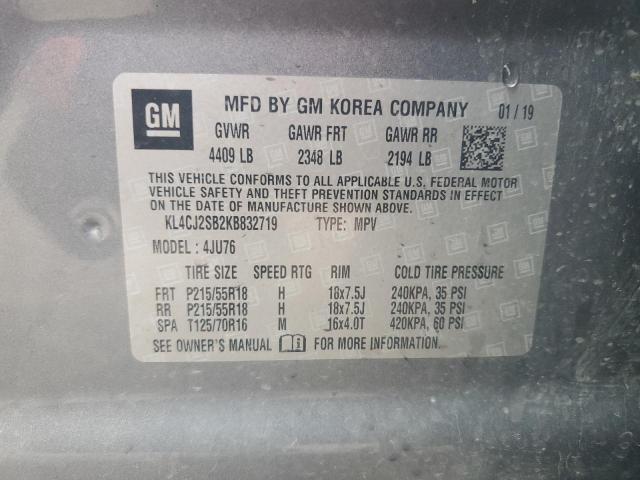 GM MFD BY GM KOREA COMPANY 01 / 19
GVWR GAWR FRT GAWR RR
4409 LB 2348 LB 2194 LB
THIS VEHICLE CONFORMS TO ALL APPLICABLE U.S. FEDERAL MOTOR
VEHICLE SAFETY AND THEFT PREVENTION STANDARDS IN EFFECT
ON THE DATE OF MANUFACTURE SHOWN ABOVE.
KL4CJ2SB2KB832719 TYPE: MPV
MODEL: 4JU76
TIRE SIZE SPEED RTG RIM COLD TIRE PRESSURE
FRT P215/55R18 H 18x7.5J 240KPA, 35 PSI
RR P215/55R18 H 18x7.5J 240KPA, 35 PSI
SPA T125/70R16 M 16x4.0T 420KPA, 60 PSI
SEE OWNER'S MANUAL i FOR MORE INFORMATION